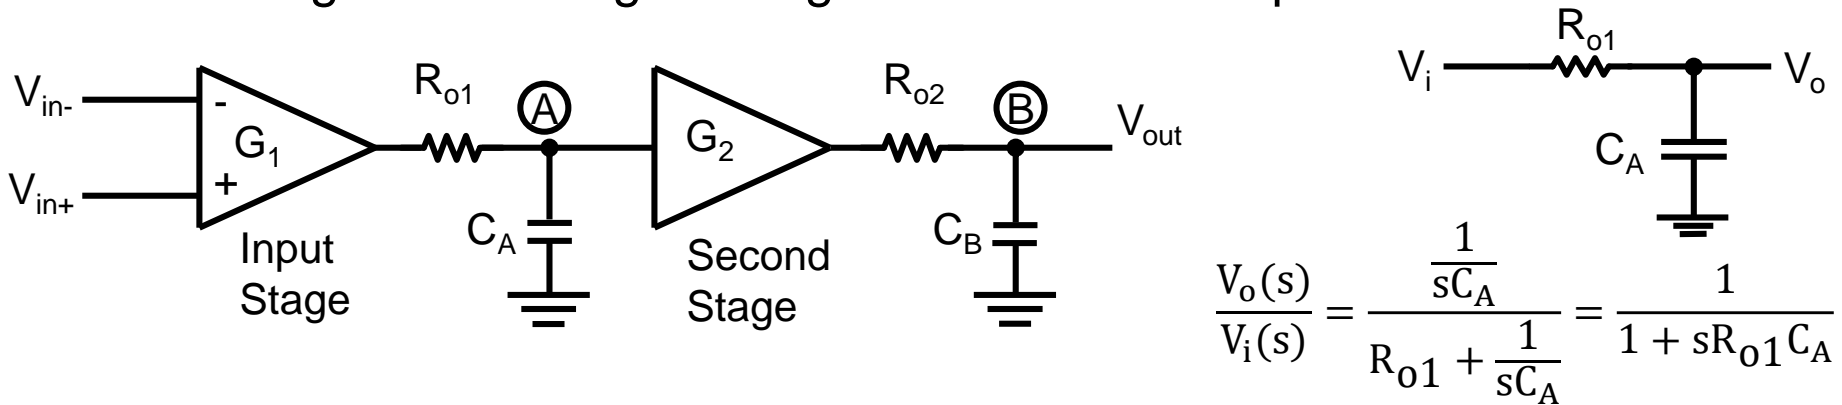 V_in-
V_in+
-
+
G_1
Input
Stage
R_o1
A
C_A
G_2
Second
Stage
R_o2
B
C_B
V_out
V_i
R_o1
V_o
C_A
V_o(s)/V_i(s) = (1/(sC_A))/(R_o1 + 1/(sC_A)) = 1/(1 + sR_o1C_A)